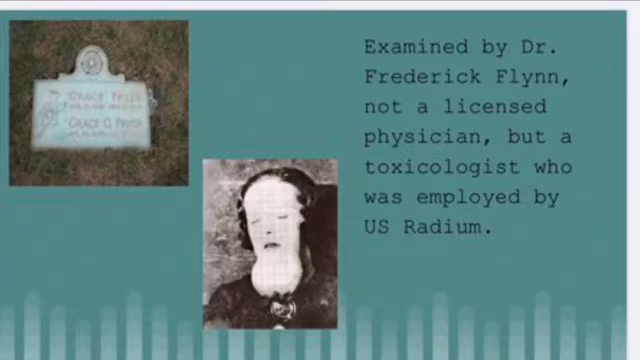 GRACE FRYER
Examined by Dr.
Frederick Flynn,
not a licensed
physician, but a
toxicologist who
was employed by
US Radium.